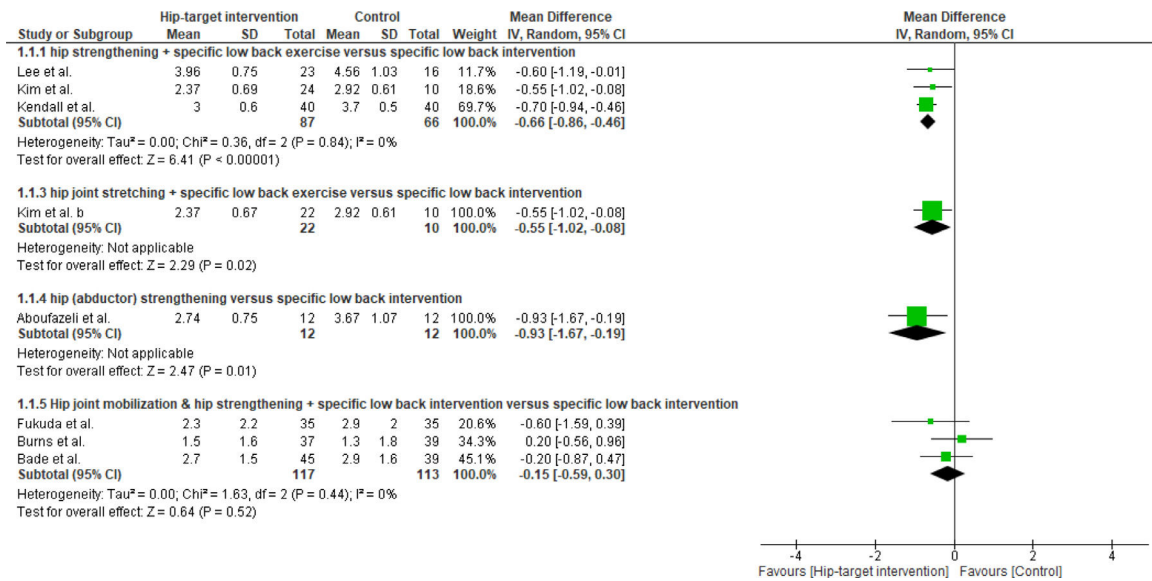 Hip-target intervention Control Mean Difference Mean Difference
Study or Subgroup Mean SD Total Mean SD Total Weight IV, Random, 95% CI IV, Random, 95% CI
1.1.1 hip strengthening + specific low back exercise versus specific low back intervention
Lee et al. 3.96 0.75 23 4.56 1.03 16 11.7% -0.60 [-1.19, -0.01]
Kim et al. 2.37 0.69 24 2.92 0.61 10 18.6% -0.55 [-1.02, -0.08]
Kendall et al. 3 0.6 40 3.7 0.5 40 69.7% -0.70 [-0.94, -0.46]
Subtotal (95% CI) 87 66 100.0% -0.66 [-0.86, -0.46]
Heterogeneity: Tau² = 0.00; Chi² = 0.36, df = 2 (P = 0.84); I² = 0%
Test for overall effect: Z = 6.41 (P < 0.00001)
1.1.3 hip joint stretching + specific low back exercise versus specific low back intervention
Kim et al. b 2.37 0.67 22 2.92 0.61 10 100.0% -0.55 [-1.02, -0.08]
Subtotal (95% CI) 22 10 100.0% -0.55 [-1.02, -0.08]
Heterogeneity: Not applicable
Test for overall effect: Z = 2.29 (P = 0.02)
1.1.4 hip (abductor) strengthening versus specific low back intervention
Aboufazeli et al. 2.74 0.75 12 3.67 1.07 12 100.0% -0.93 [-1.67, -0.19]
Subtotal (95% CI) 12 12 100.0% -0.93 [-1.67, -0.19]
Heterogeneity: Not applicable
Test for overall effect: Z = 2.47 (P = 0.01)
1.1.5 Hip joint mobilization & hip strengthening + specific low back intervention versus specific low back intervention
Fukuda et al. 2.3 2.2 35 2.9 2 35 20.6% -0.60 [-1.59, 0.39]
Burns et al. 1.5 1.6 37 1.3 1.8 39 34.3% 0.20 [-0.56, 0.96]
Bade et al. 2.7 1.5 45 2.9 1.6 39 45.1% -0.20 [-0.87, 0.47]
Subtotal (95% CI) 117 113 100.0% -0.15 [-0.59, 0.30]
Heterogeneity: Tau² = 0.00; Chi² = 1.63, df = 2 (P = 0.44); I² = 0%
Test for overall effect: Z = 0.64 (P = 0.52)
-4 -2 0 2 4
Favours [Hip-target intervention] Favours [Control]